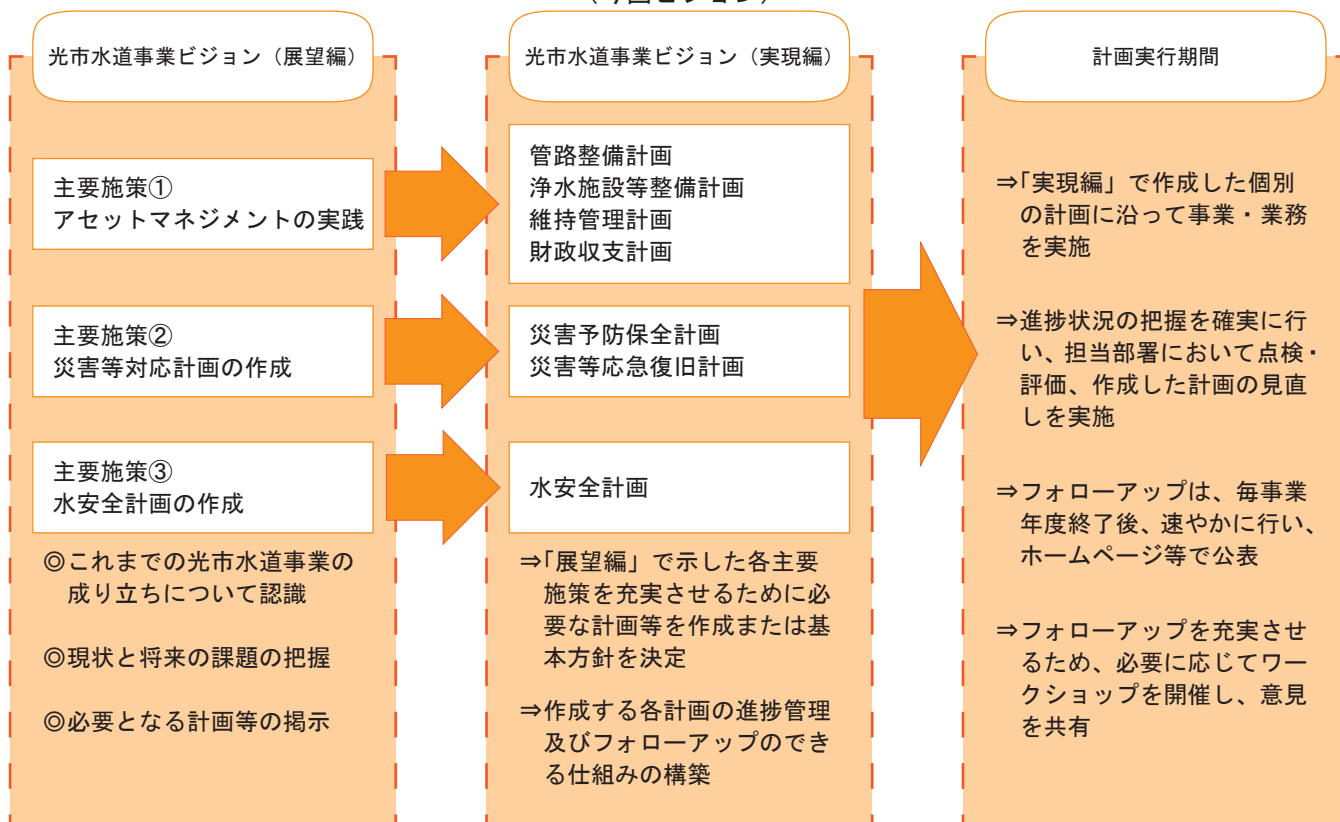 （今回ビジョン）
光市水道事業ビジョン（展望編）
主要施策①
アセットマネジメントの実践
主要施策②
災害等対応計画の作成
主要施策③
水安全計画の作成
◎これまでの光市水道事業の
成り立ちについて認識
◎現状と将来の課題の把握
◎必要となる計画等の掲示
光市水道事業ビジョン（実現編）
管路整備計画
浄水施設等整備計画
維持管理計画
財政収支計画
災害予防保全計画
災害等応急復旧計画
水安全計画
⇒「展望編」で示した各主要
施策を充実させるために必
要な計画等を作成または基
本方針を決定
⇒作成する各計画の進捗管理
及びフォローアップのでき
る仕組みの構築
計画実行期間
⇒「実現編」で作成した個別
の計画に沿って事業・業務
を実施
⇒進捗状況の把握を確実に行
い、担当部署において点検・
評価、作成した計画の見直
しを実施
⇒フォローアップは、毎事業
年度終了後、速やかに行い、
ホームページ等で公表
⇒フォローアップを充実させ
るため、必要に応じてワー
クショップを開催し、意見
を共有